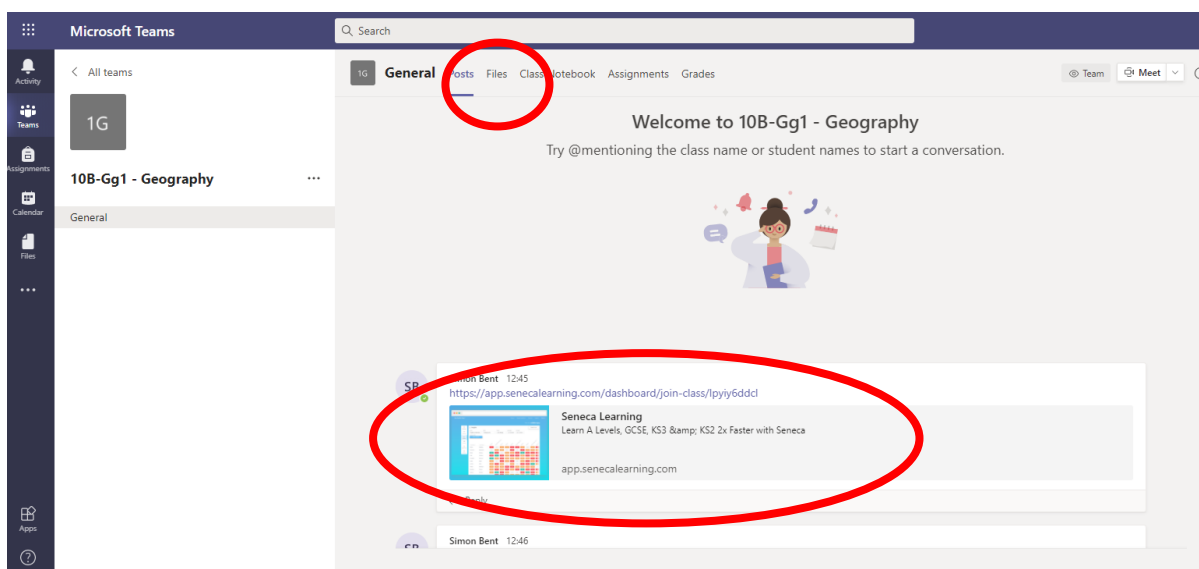 Microsoft Teams
Search
Activity
Teams
Assignments
Calendar
Files
Apps
All teams
1G
10B-Gg1 - Geography
General
1G General Posts Files Class Notebook Assignments Grades
Team Meet
Welcome to 10B-Gg1 - Geography
Try @mentioning the class name or student names to start a conversation.
SB Simon Bent 12:45
https://app.senecalearning.com/dashboard/join-class/lpyiy6ddcl
Seneca Learning
Learn A Levels, GCSE, KS3 &amp; KS2 2x Faster with Seneca
app.senecalearning.com
Reply
SB Simon Bent 12:46